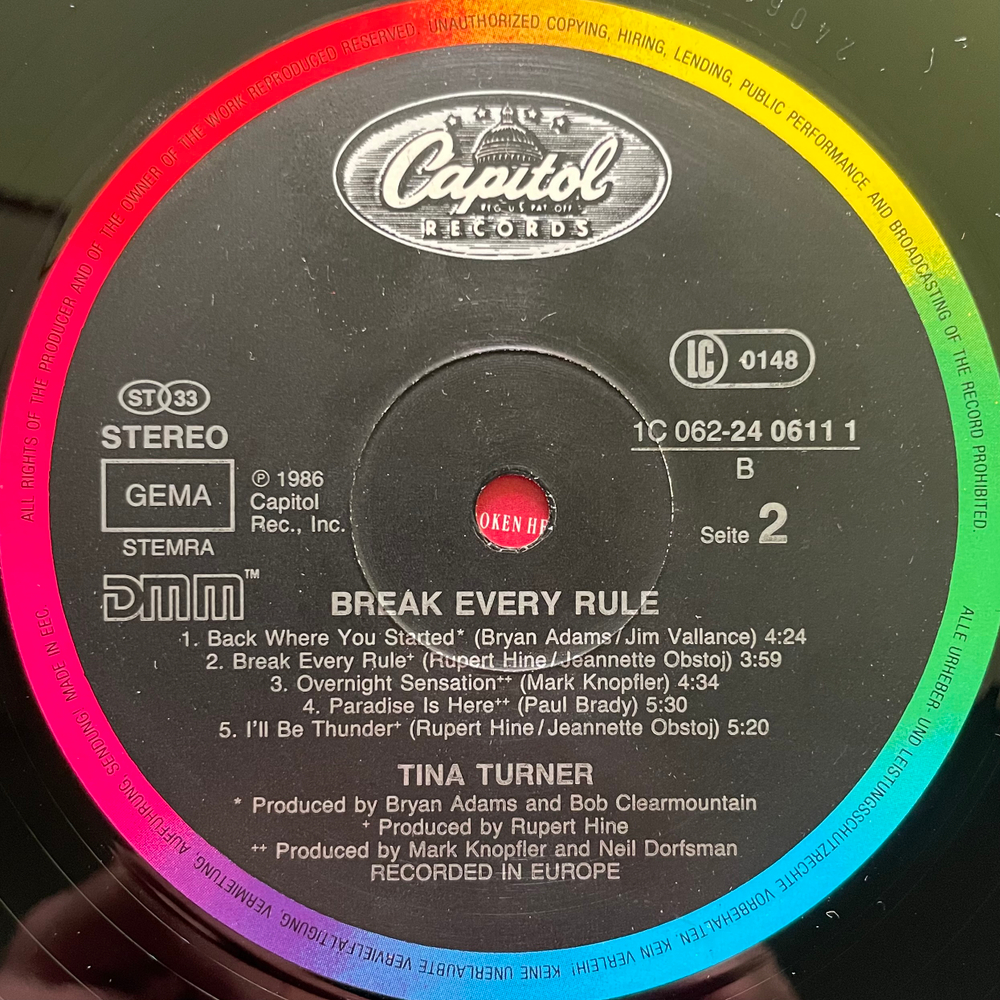 ALL RIGHTS OF THE PRODUCER AND OF THE OWNER OF THE WORK REPRODUCED RESERVED. UNAUTHORIZED COPYING, HIRING, LENDING, PUBLIC PERFORMANCE AND BROADCASTING OF THE RECORD PROHIBITED.
Capitol
REG. U.S. PAT. OFF.
RECORDS
LC 0148
ST 33
STEREO
GEMA
STEMRA
DMM™
℗ 1986
Capitol
Rec., Inc.
1C 062-24 0611 1
B
Seite 2
OKEN HE
BREAK EVERY RULE
1. Back Where You Started* (Bryan Adams/Jim Vallance) 4:24
2. Break Every Rule+ (Rupert Hine/Jeannette Obstoj) 3:59
3. Overnight Sensation++ (Mark Knopfler) 4:34
4. Paradise Is Here++ (Paul Brady) 5:30
5. I'll Be Thunder+ (Rupert Hine/Jeannette Obstoj) 5:20
TINA TURNER
* Produced by Bryan Adams and Bob Clearmountain
+ Produced by Rupert Hine
++ Produced by Mark Knopfler and Neil Dorfsman
RECORDED IN EUROPE
ALLE URHEBER- UND LEISTUNGSSCHUTZRECHTE VORBEHALTEN. KEIN VERLEIH! KEINE UNERLAUBTE VERVIELFÄLTIGUNG, VERMIETUNG, AUFFÜHRUNG, SENDUNG! MADE IN EEC